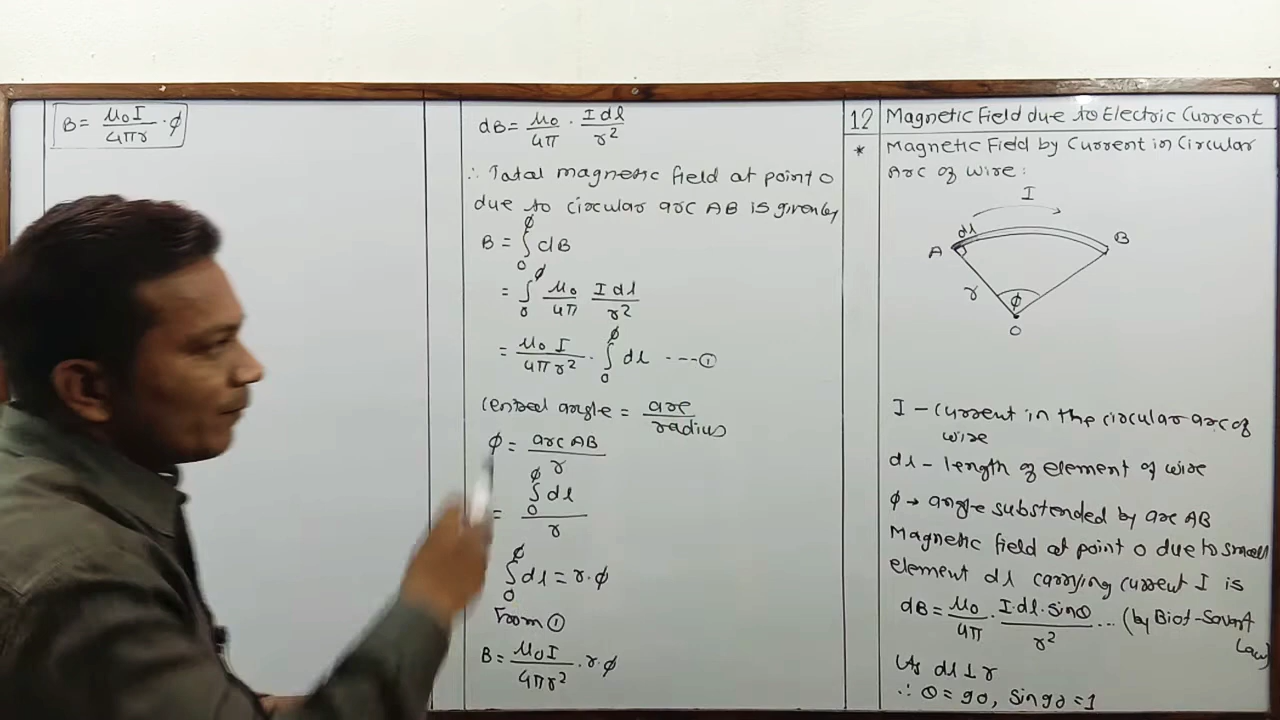 12 Magnetic Field due to Electric Current
* Magnetic Field by Current in Circular
Arc of wire:
I
dl
A
B
r
φ
O
I – Current in the circular arc of
wire
dl – length of element of wire
φ → angle substended by arc AB
Magnetic field at point O due to small
element dl carrying current I is
dB = μ₀/4π · I·dl·sinθ/r² ... (by Biot-Savart
Law)
As dl ⊥ r
∴ θ = 90, sin90 = 1
dB = μ₀/4π · I dl/r²
∴ Total magnetic field at point O
due to circular arc AB is given by
B = ∫₀^φ dB
= ∫₀^φ μ₀/4π I dl/r²
= μ₀ I/4π r² · ∫₀^φ dl ---①
Central angle = arc/radius
φ = arc AB/r
= ∫₀^φ dl/r
∫₀^φ dl = r·φ
From ①
B = μ₀I/4πr² · r·φ
B = μ₀I/4πr · φ